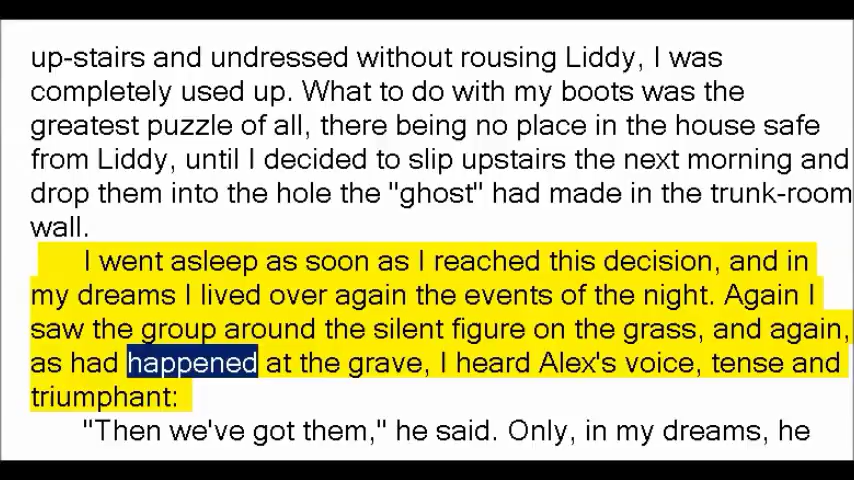 up-stairs and undressed without rousing Liddy, I was
completely used up. What to do with my boots was the
greatest puzzle of all, there being no place in the house safe
from Liddy, until I decided to slip upstairs the next morning and
drop them into the hole the "ghost" had made in the trunk-room
wall.
I went asleep as soon as I reached this decision, and in
my dreams I lived over again the events of the night. Again I
saw the group around the silent figure on the grass, and again,
as had happened at the grave, I heard Alex's voice, tense and
triumphant:
"Then we've got them," he said. Only, in my dreams, he